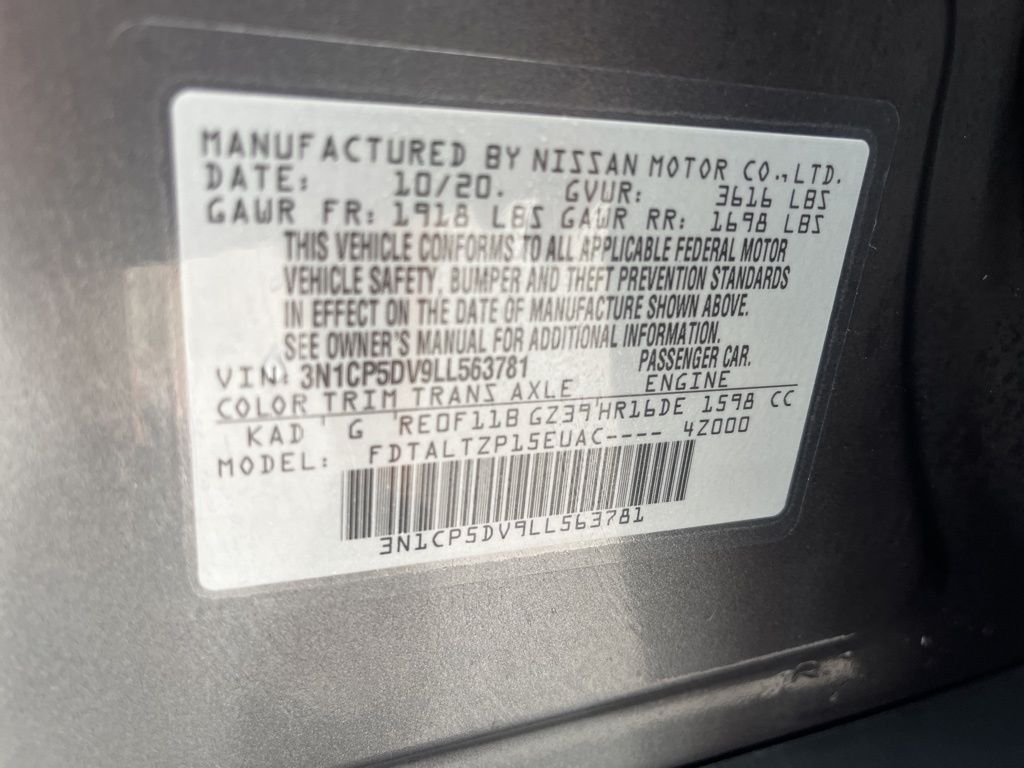 MANUFACTURED BY NISSAN MOTOR CO.,LTD.
DATE: 10/20. GVWR: 3616 LBS
GAWR FR: 1918 LBS GAWR RR: 1698 LBS
THIS VEHICLE CONFORMS TO ALL APPLICABLE FEDERAL MOTOR
VEHICLE SAFETY, BUMPER AND THEFT PREVENTION STANDARDS
IN EFFECT ON THE DATE OF MANUFACTURE SHOWN ABOVE.
SEE OWNER'S MANUAL FOR ADDITIONAL INFORMATION.
VIN: 3N1CP5DV9LL563781 PASSENGER CAR.
COLOR TRIM TRANS AXLE ENGINE
KAD G RE0F11B GZ39 HR16DE 1598 CC
MODEL: FDTALTZP15EUAC---- 4Z000
3N1CP5DV9LL563781